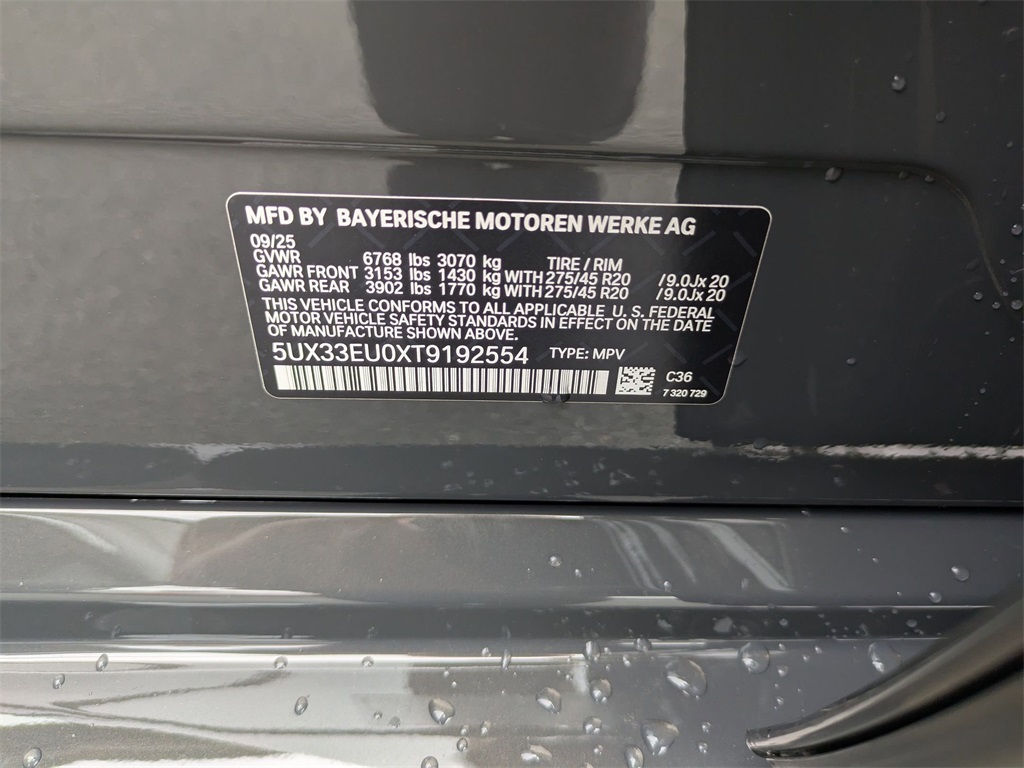 MFD BY BAYERISCHE MOTOREN WERKE AG
09/25
GVWR 6768 lbs 3070 kg TIRE / RIM
GAWR FRONT 3153 lbs 1430 kg WITH 275/45 R20 /9.0Jx 20
GAWR REAR 3902 lbs 1770 kg WITH 275/45 R20 /9.0Jx 20
THIS VEHICLE CONFORMS TO ALL APPLICABLE U. S. FEDERAL
MOTOR VEHICLE SAFETY STANDARDS IN EFFECT ON THE DATE
OF MANUFACTURE SHOWN ABOVE.
5UX33EU0XT9192554 TYPE: MPV
C36
7 320 729